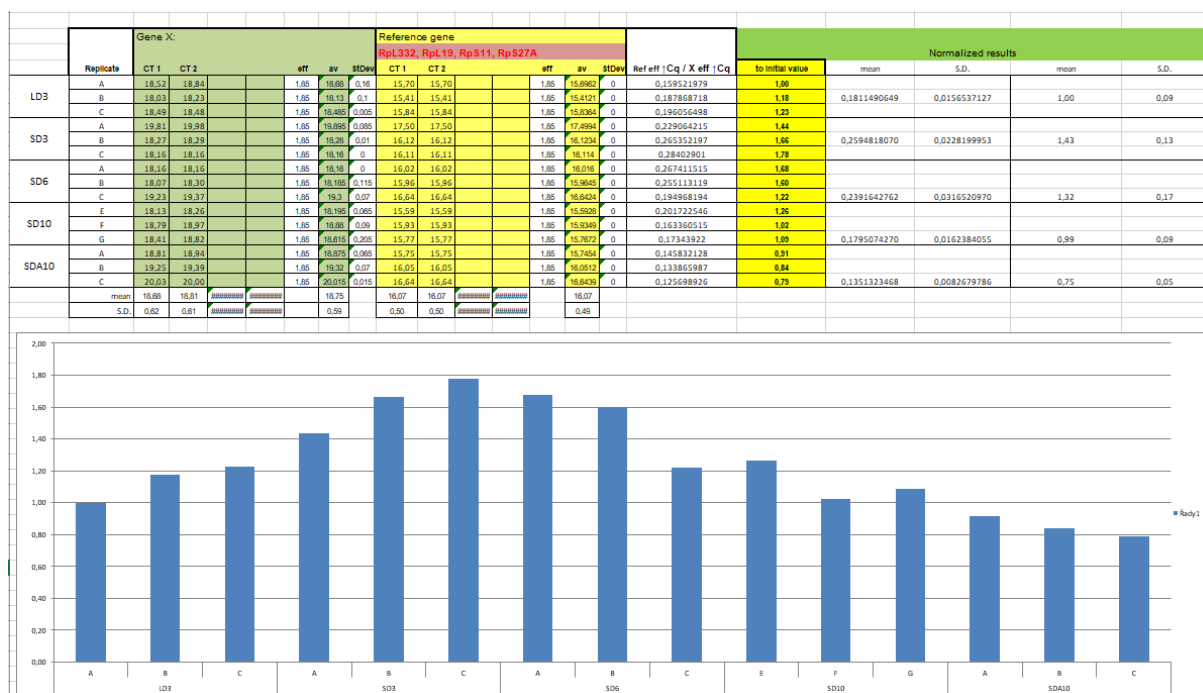 Gene X: Reference gene
RpL332, RpL19, RpS11, RpS27A Normalized results
Replicate CT 1 CT 2 eff av StDev CT 1 CT 2 eff av StDev Ref eff ↑Cq / X eff ↑Cq to initial value mean S.D. mean S.D.
LD3
A 18,52 18,84 1,85 18,68 0,16 15,70 15,70 1,85 15,6962 0 0,159521979 1,00
B 18,03 18,23 1,85 18,13 0,1 15,41 15,41 1,85 15,4121 0 0,187868718 1,18 0,1811490649 0,0156537127 1,00 0,09
C 18,49 18,48 1,85 18,485 0,005 15,84 15,84 1,85 15,8364 0 0,196056498 1,23
SD3
A 19,81 19,98 1,85 19,895 0,085 17,50 17,50 1,85 17,4994 0 0,229064215 1,44
B 18,27 18,29 1,85 18,28 0,01 16,12 16,12 1,85 16,1234 0 0,265352197 1,66 0,2594818070 0,0228199953 1,43 0,13
C 18,16 18,16 1,85 18,16 0 16,11 16,11 1,85 16,114 0 0,28402901 1,78
SD6
A 18,16 18,16 1,85 18,16 0 16,02 16,02 1,85 16,016 0 0,267411515 1,68
B 18,07 18,30 1,85 18,185 0,115 15,96 15,96 1,85 15,9645 0 0,255113119 1,60
C 19,23 19,37 1,85 19,3 0,07 16,64 16,64 1,85 16,6424 0 0,194968194 1,22 0,2391642762 0,0316520970 1,32 0,17
SD10
E 18,13 18,26 1,85 18,195 0,065 15,59 15,59 1,85 15,5928 0 0,201722546 1,26
F 18,79 18,97 1,85 18,88 0,09 15,93 15,93 1,85 15,9349 0 0,163360515 1,02
G 18,41 18,82 1,85 18,615 0,205 15,77 15,77 1,85 15,7672 0 0,17343922 1,09 0,1795074270 0,0162384055 0,99 0,09
SDA10
A 18,81 18,94 1,85 18,875 0,065 15,75 15,75 1,85 15,7454 0 0,145832128 0,91
B 19,25 19,39 1,85 19,32 0,07 16,05 16,05 1,85 16,0512 0 0,133865987 0,84
C 20,03 20,00 1,85 20,015 0,015 16,64 16,64 1,85 16,6439 0 0,125698926 0,79 0,1351323468 0,0082679786 0,75 0,05
mean 18,68 18,81 ######## ######## 18,75 16,07 16,07 ######## ######## 16,07
S.D. 0,62 0,61 ######## ######## 0,59 0,50 0,50 ######## ######## 0,49
2,00
1,80
1,60
1,40
1,20
1,00
0,80
0,60
0,40
0,20
0,00
Řady1
A B C A B C A B C E F G A B C
LD3 SD3 SD6 SD10 SDA10